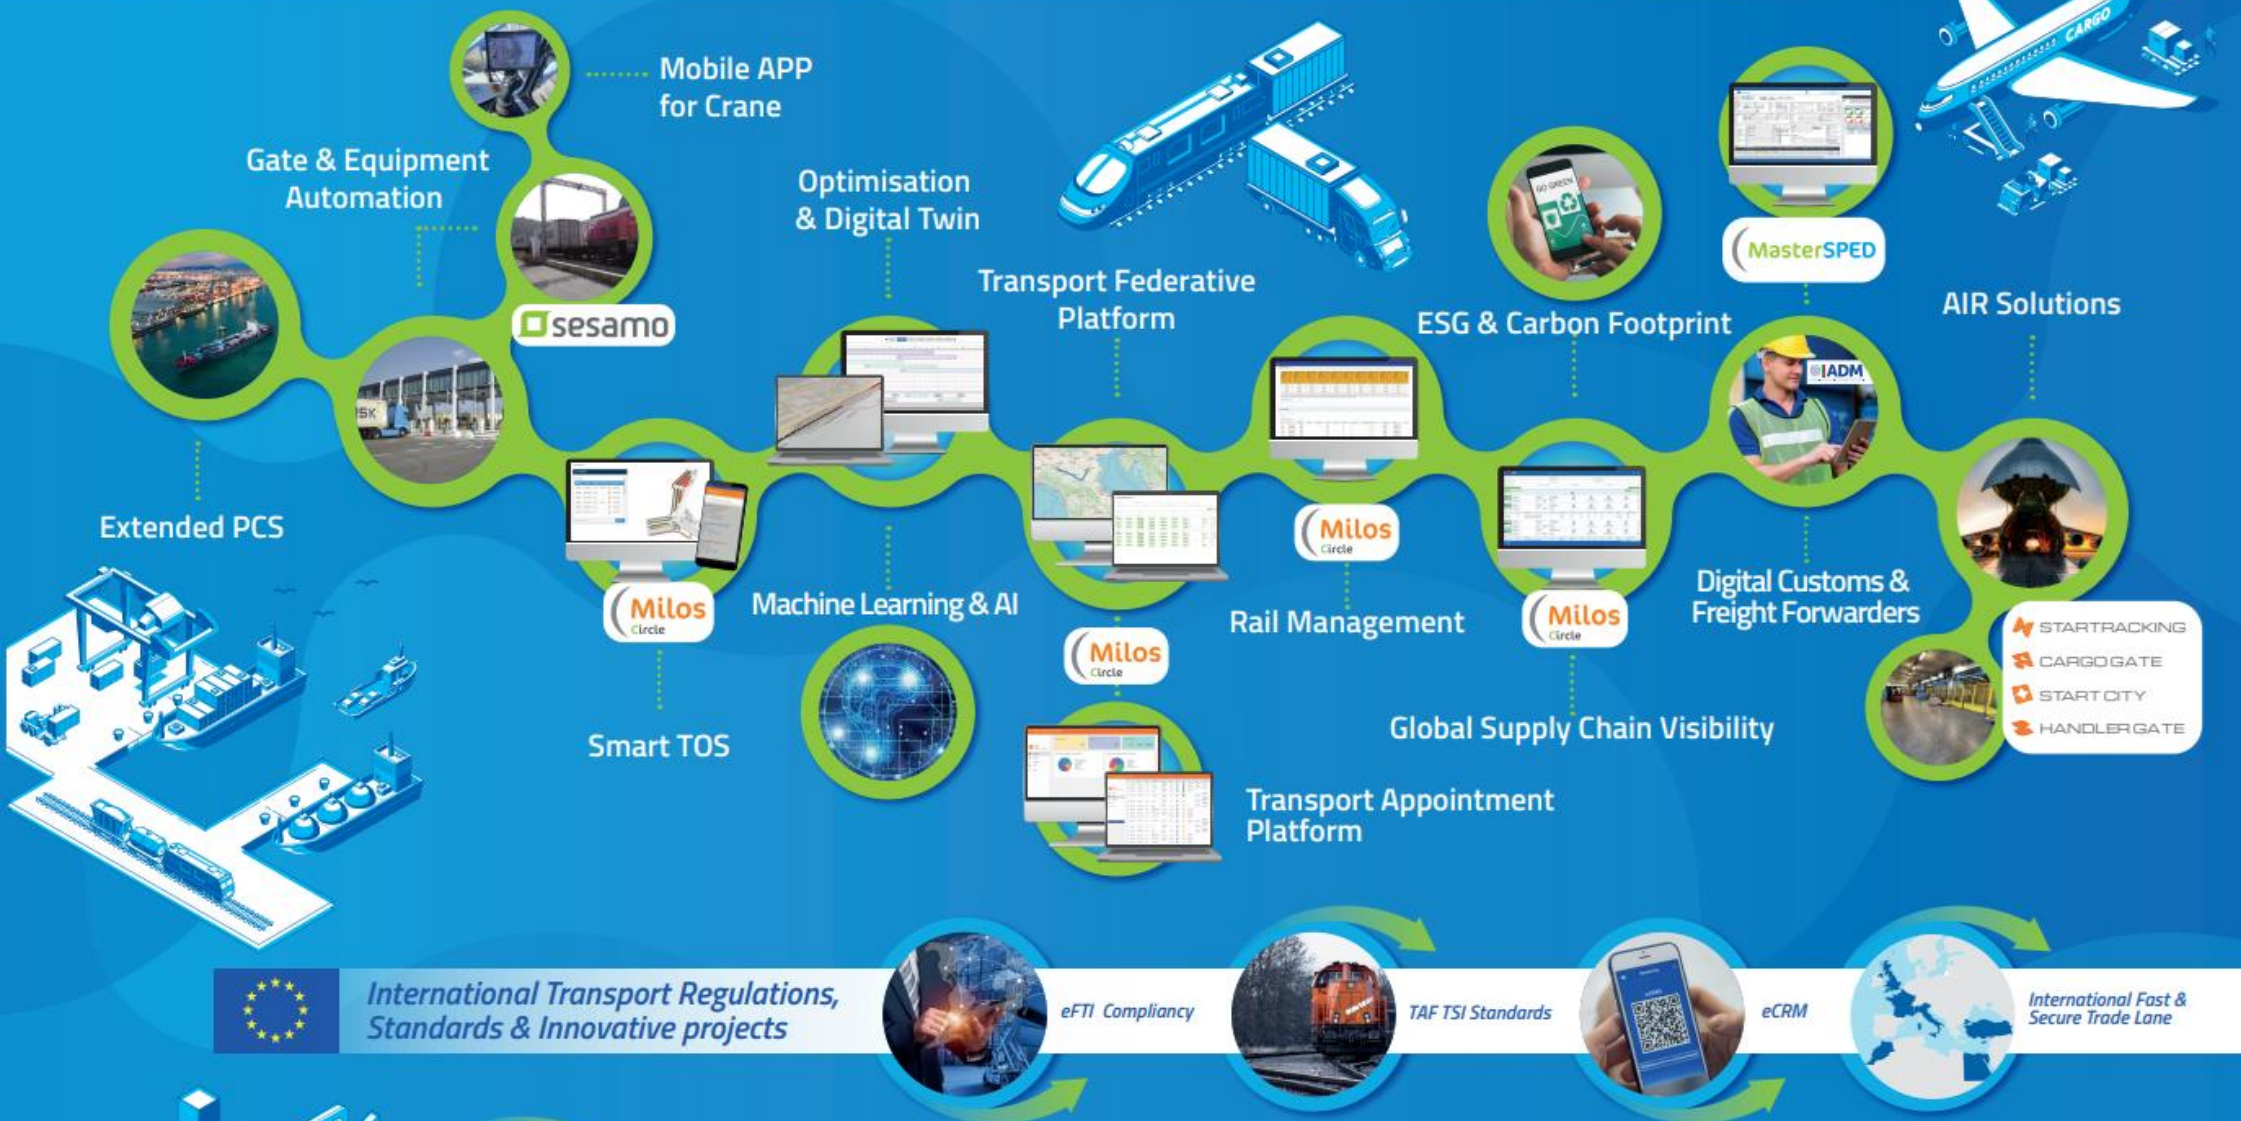 Mobile APP
for Crane
CARGO
Gate & Equipment
Automation
Optimisation
& Digital Twin
GO GREEN
MasterSPED
sesamo
Transport Federative
Platform
ESG & Carbon Footprint
AIR Solutions
IADM
Extended PCS
Milos
Circle
Machine Learning & AI
Milos
Circle
Milos
Circle
Rail Management
Milos
Circle
Digital Customs &
Freight Forwarders
STARTRACKING
CARGOGATE
STARTCITY
HANDLERGATE
Smart TOS
Global Supply Chain Visibility
Transport Appointment
Platform
International Transport Regulations,
Standards & Innovative projects
eFTI Compliancy
TAF TSI Standards
eCRM
International Fast &
Secure Trade Lane